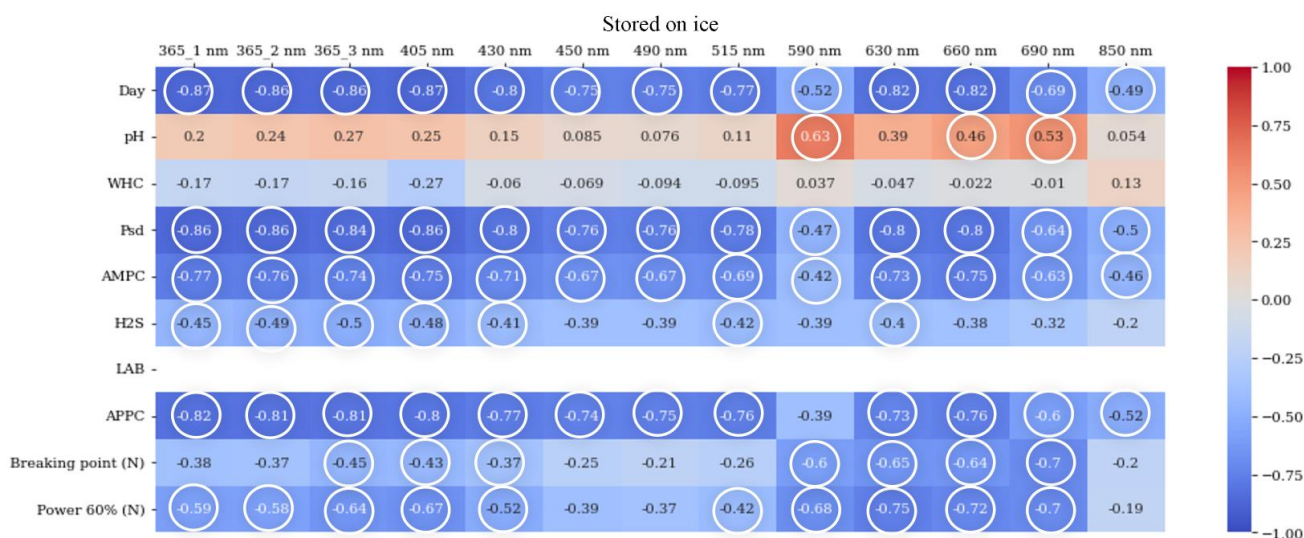 Stored on ice
365_1 nm 365_2 nm 365_3 nm 405 nm 430 nm 450 nm 490 nm 515 nm 590 nm 630 nm 660 nm 690 nm 850 nm
Day -0.87 -0.86 -0.86 -0.87 -0.8 -0.75 -0.75 -0.77 -0.52 -0.82 -0.82 -0.69 -0.49
pH 0.2 0.24 0.27 0.25 0.15 0.085 0.076 0.11 0.63 0.39 0.46 0.53 0.054
WHC -0.17 -0.17 -0.16 -0.27 -0.06 -0.069 -0.094 -0.095 0.037 -0.047 -0.022 -0.01 0.13
Psd -0.86 -0.86 -0.84 -0.86 -0.8 -0.76 -0.76 -0.78 -0.47 -0.8 -0.8 -0.64 -0.5
AMPC -0.77 -0.76 -0.74 -0.75 -0.71 -0.67 -0.67 -0.69 -0.42 -0.73 -0.75 -0.63 -0.46
H2S -0.45 -0.49 -0.5 -0.48 -0.41 -0.39 -0.39 -0.42 -0.39 -0.4 -0.38 -0.32 -0.2
LAB
APPC -0.82 -0.81 -0.81 -0.8 -0.77 -0.74 -0.75 -0.76 -0.39 -0.73 -0.76 -0.6 -0.52
Breaking point (N) -0.38 -0.37 -0.45 -0.43 -0.37 -0.25 -0.21 -0.26 -0.6 -0.65 -0.64 -0.7 -0.2
Power 60% (N) -0.59 -0.58 -0.64 -0.67 -0.52 -0.39 -0.37 -0.42 -0.68 -0.75 -0.72 -0.7 -0.19
1.00
0.75
0.50
0.25
0.00
−0.25
−0.50
−0.75
−1.00